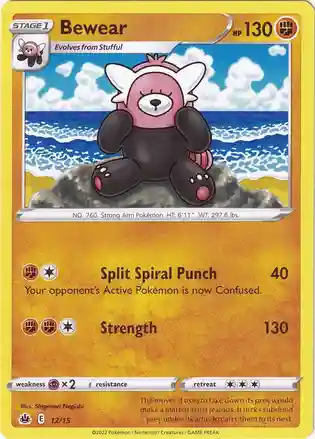 STAGE 1
Bewear
HP 130
Evolves from Stufful
NO. 760. Strong Arm Pokémon HT: 6'11" WT: 297.6 lbs.
Split Spiral Punch 40
Your opponent's Active Pokémon is now Confused.
Strength 130
weakness ×2 resistance retreat
Illus. Shigenori Negishi
12/15
©2022 Pokémon / Nintendo / Creatures / GAME FREAK